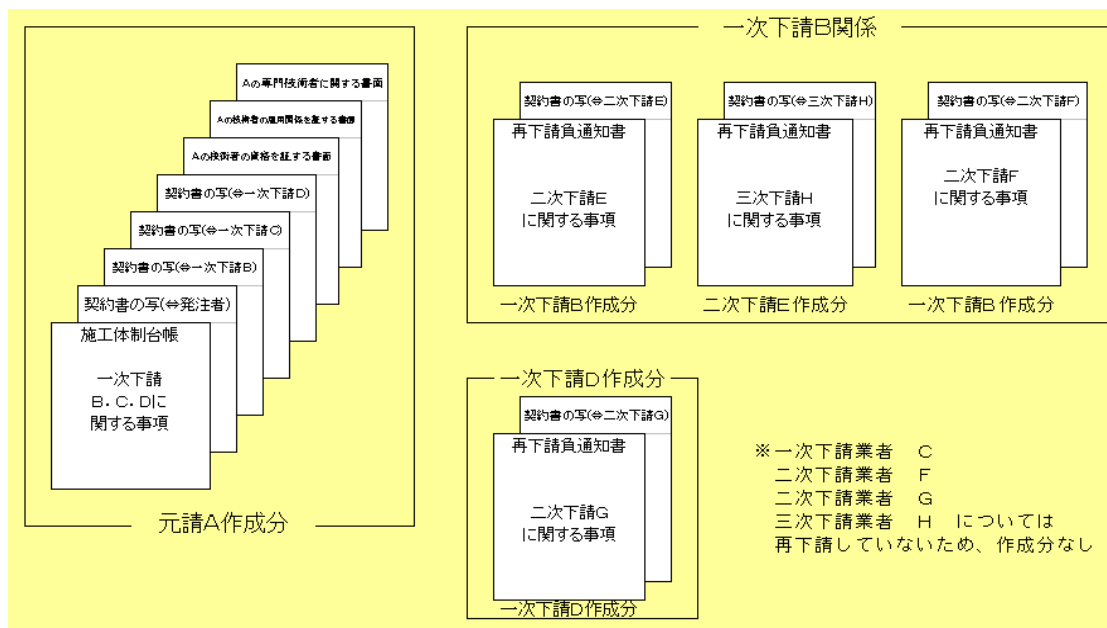 Aの専門技術者に関する書面
Aの技術者の雇用関係を証する書面
Aの技術者の資格を証する書面
契約書の写(⇔一次下請D)
契約書の写(⇔一次下請C)
契約書の写(⇔一次下請B)
契約書の写(⇔発注者)
施工体制台帳
一次下請
B．C．Dに
関する事項
元請A作成分
一次下請B関係
契約書の写(⇔二次下請E)
再下請負通知書
二次下請E
に関する事項
一次下請B作成分
契約書の写(⇔三次下請H)
再下請負通知書
三次下請H
に関する事項
二次下請E作成分
契約書の写(⇔二次下請F)
再下請負通知書
二次下請F
に関する事項
一次下請B作成分
一次下請D作成分
契約書の写(⇔二次下請G)
再下請負通知書
二次下請G
に関する事項
一次下請D作成分
※一次下請業者　C
二次下請業者　F
二次下請業者　G
三次下請業者　H　については
再下請していないため、作成分なし